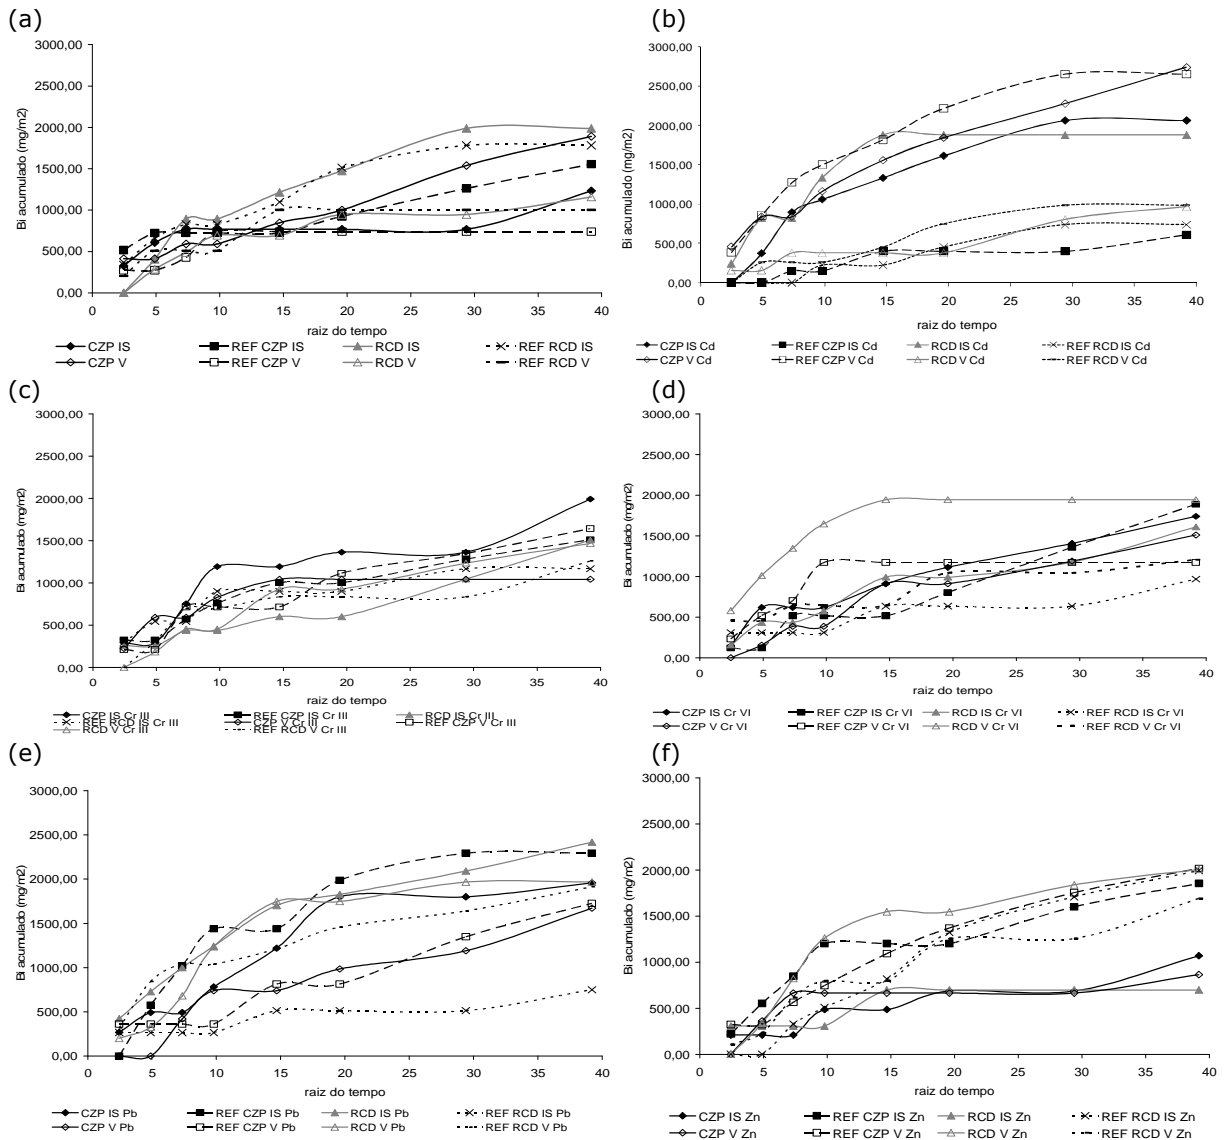 (a)
3000,00
2500,00
2000,00
1500,00
1000,00
500,00
0,00
Bi acumulado (mg/m2)
0 5 10 15 20 25 30 35 40
raiz do tempo
CZP IS REF CZP IS RCD IS REF RCD IS
CZP V REF CZP V RCD V REF RCD V
(b)
3000,00
2500,00
2000,00
1500,00
1000,00
500,00
0,00
Bi acumulado (mg/m2)
0 5 10 15 20 25 30 35 40
raiz do tempo
CZP IS Cd REF CZP IS Cd RCD IS Cd REF RCD IS Cd
CZP V Cd REF CZP V Cd RCD V Cd REF RCD V Cd
(c)
3000,00
2500,00
2000,00
1500,00
1000,00
500,00
0,00
Bi acumulado (mg/m2)
0 5 10 15 20 25 30 35 40
raiz do tempo
CZP IS Cr III REF CZP IS Cr III RCD IS Cr III
REF RCD IS Cr III CZP V Cr III REF CZP V Cr III
RCD V Cr III REF RCD V Cr III
(d)
3000,00
2500,00
2000,00
1500,00
1000,00
500,00
0,00
Bi acumulado (mg/m2)
0 5 10 15 20 25 30 35 40
raiz do tempo
CZP IS Cr VI REF CZP IS Cr VI RCD IS Cr VI REF RCD IS Cr VI
CZP V Cr VI REF CZP V Cr VI RCD V Cr VI REF RCD V Cr VI
(e)
3000,00
2500,00
2000,00
1500,00
1000,00
500,00
0,00
Bi acumulado (mg/m2)
0 5 10 15 20 25 30 35 40
raiz do tempo
CZP IS Pb REF CZP IS Pb RCD IS Pb REF RCD IS Pb
CZP V Pb REF CZP V Pb RCD V Pb REF RCD V Pb
(f)
3000,00
2500,00
2000,00
1500,00
1000,00
500,00
0,00
Bi acumulado (mg/m2)
0 5 10 15 20 25 30 35 40
raiz do tempo
CZP IS Zn REF CZP IS Zn RCD IS Zn REF RCD IS Zn
CZP V Zn REF CZP V Zn RCD V Zn REF RCD V Zn